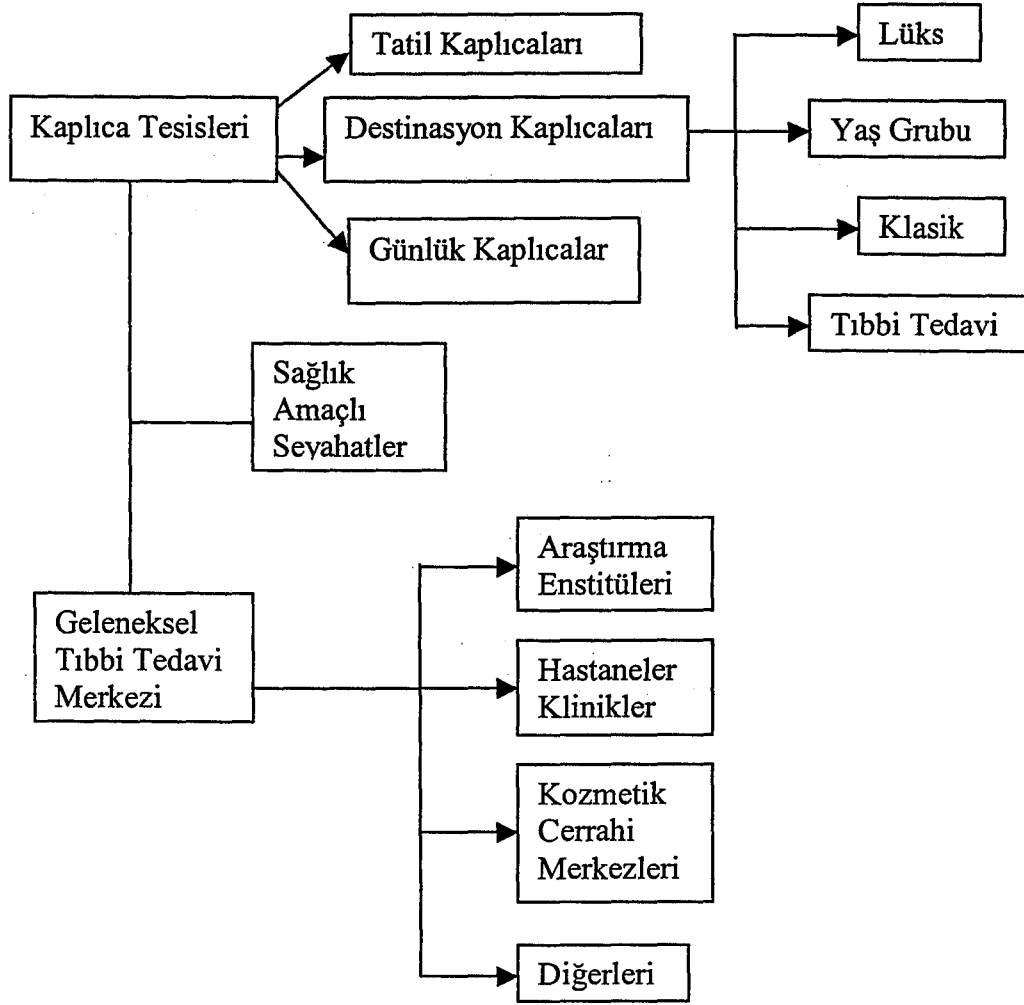 Tatil Kaplıcaları
Lüks
Kaplıca Tesisleri
Destinasyon Kaplıcaları
Yaş Grubu
Günlük Kaplıcalar
Klasik
Tıbbi Tedavi
Sağlık
Amaçlı
Seyahatler
Araştırma
Enstitüleri
Geleneksel
Tıbbi Tedavi
Merkezi
Hastaneler
Klinikler
Kozmetik
Cerrahi
Merkezleri
Diğerleri